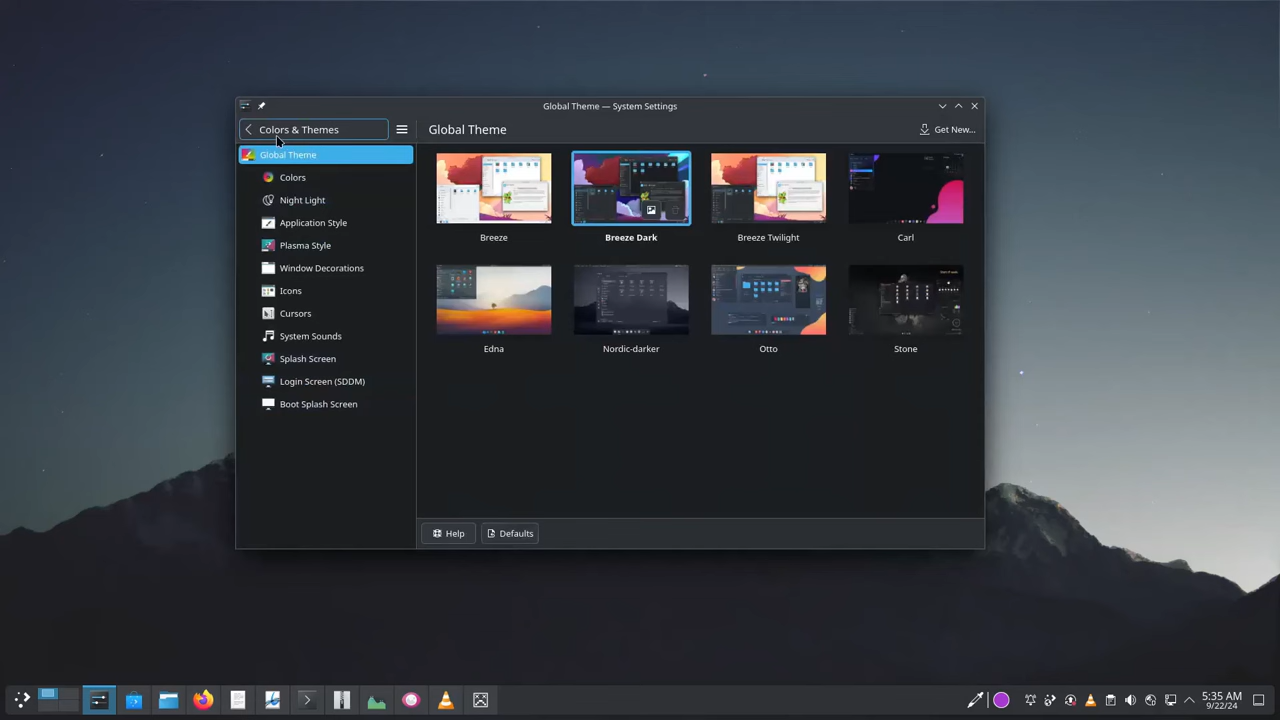 Global Theme — System Settings
Colors & Themes
Global Theme
Get New...
Global Theme
Colors
Night Light
Application Style
Plasma Style
Window Decorations
Icons
Cursors
System Sounds
Splash Screen
Login Screen (SDDM)
Boot Splash Screen
Breeze
Breeze Dark
Breeze Twilight
Carl
Edna
Nordic-darker
Otto
Stone
Help
Defaults
5:35 AM
9/22/24